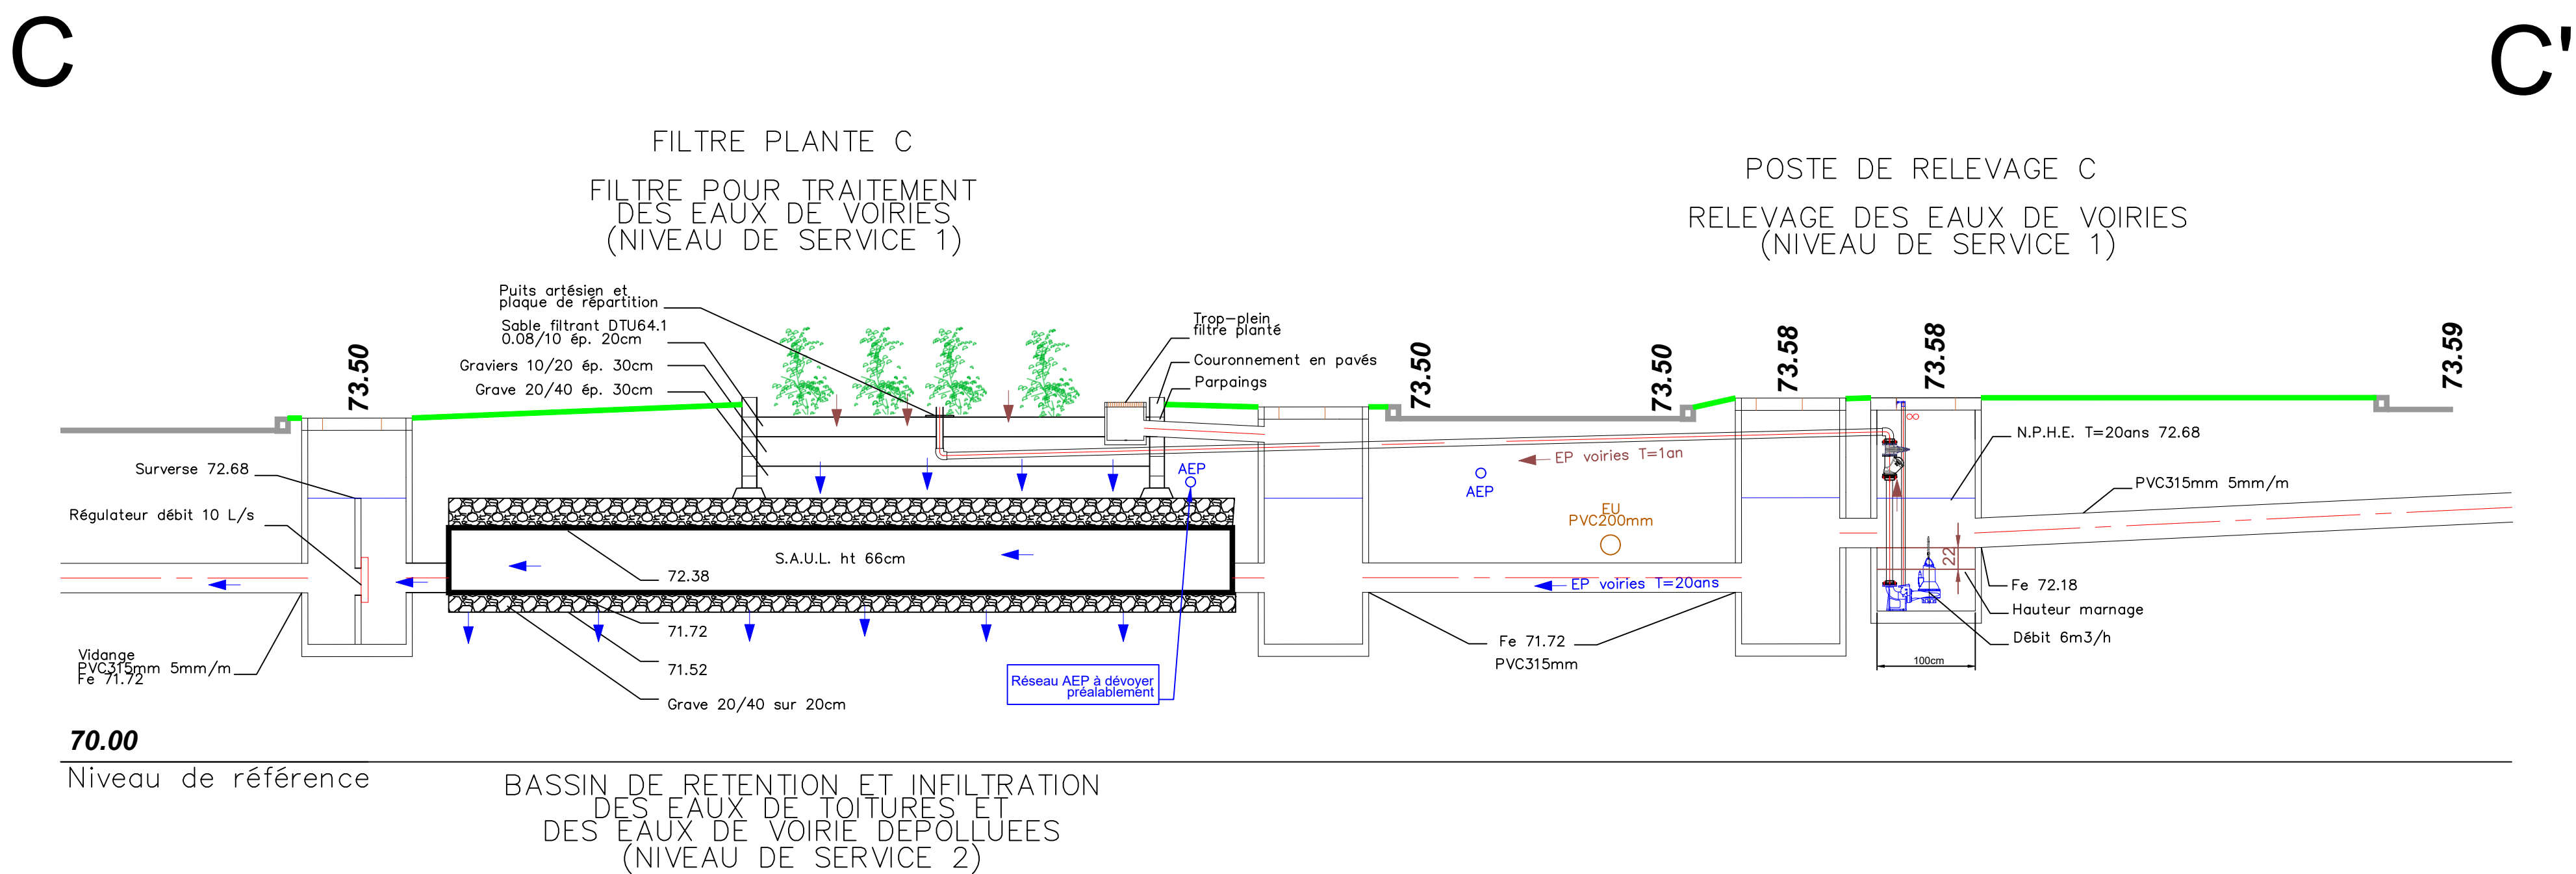 C
C'
FILTRE PLANTE C
FILTRE POUR TRAITEMENT
DES EAUX DE VOIRIES
(NIVEAU DE SERVICE 1)
POSTE DE RELEVAGE C
RELEVAGE DES EAUX DE VOIRIES
(NIVEAU DE SERVICE 1)
Puits artésien et
plaque de répartition
Sable filtrant DTU64.1
0.08/10 ép. 20cm
Graviers 10/20 ép. 30cm
Grave 20/40 ép. 30cm
Trop-plein
filtre planté
Couronnement en pavés
Parpaings
73.50
73.50
73.50
73.58
73.58
73.59
Surverse 72.68
Régulateur débit 10 L/s
AEP
AEP
EP voiries T=1an
EU
PVC200mm
N.P.H.E. T=20ans 72.68
PVC315mm 5mm/m
S.A.U.L. ht 66cm
72.38
EP voiries T=20ans
22
Fe 72.18
Hauteur marnage
Débit 6m3/h
71.72
71.52
Grave 20/40 sur 20cm
Vidange
PVC315mm 5mm/m
Fe 71.72
Réseau AEP à dévoyer
préalablement
Fe 71.72
PVC315mm
100cm
70.00
Niveau de référence
BASSIN DE RETENTION ET INFILTRATION
DES EAUX DE TOITURES ET
DES EAUX DE VOIRIE DEPOLLUEES
(NIVEAU DE SERVICE 2)